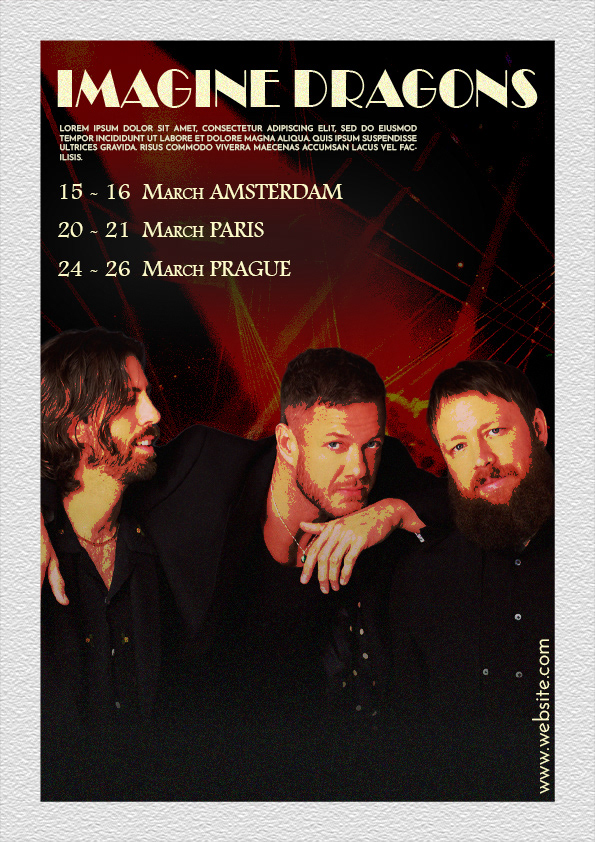 IMAGINE DRAGONS
LOREM IPSUM DOLOR SIT AMET, CONSECTETUR ADIPISCING ELIT, SED DO EIUSMOD
TEMPOR INCIDIDUNT UT LABORE ET DOLORE MAGNA ALIQUA. QUIS IPSUM SUSPENDISSE
ULTRICES GRAVIDA. RISUS COMMODO VIVERRA MAECENAS ACCUMSAN LACUS VEL FAC-
ILISIS.
15 ~ 16 March AMSTERDAM
20 ~ 21 March PARIS
24 ~ 26 March PRAGUE
www.website.com